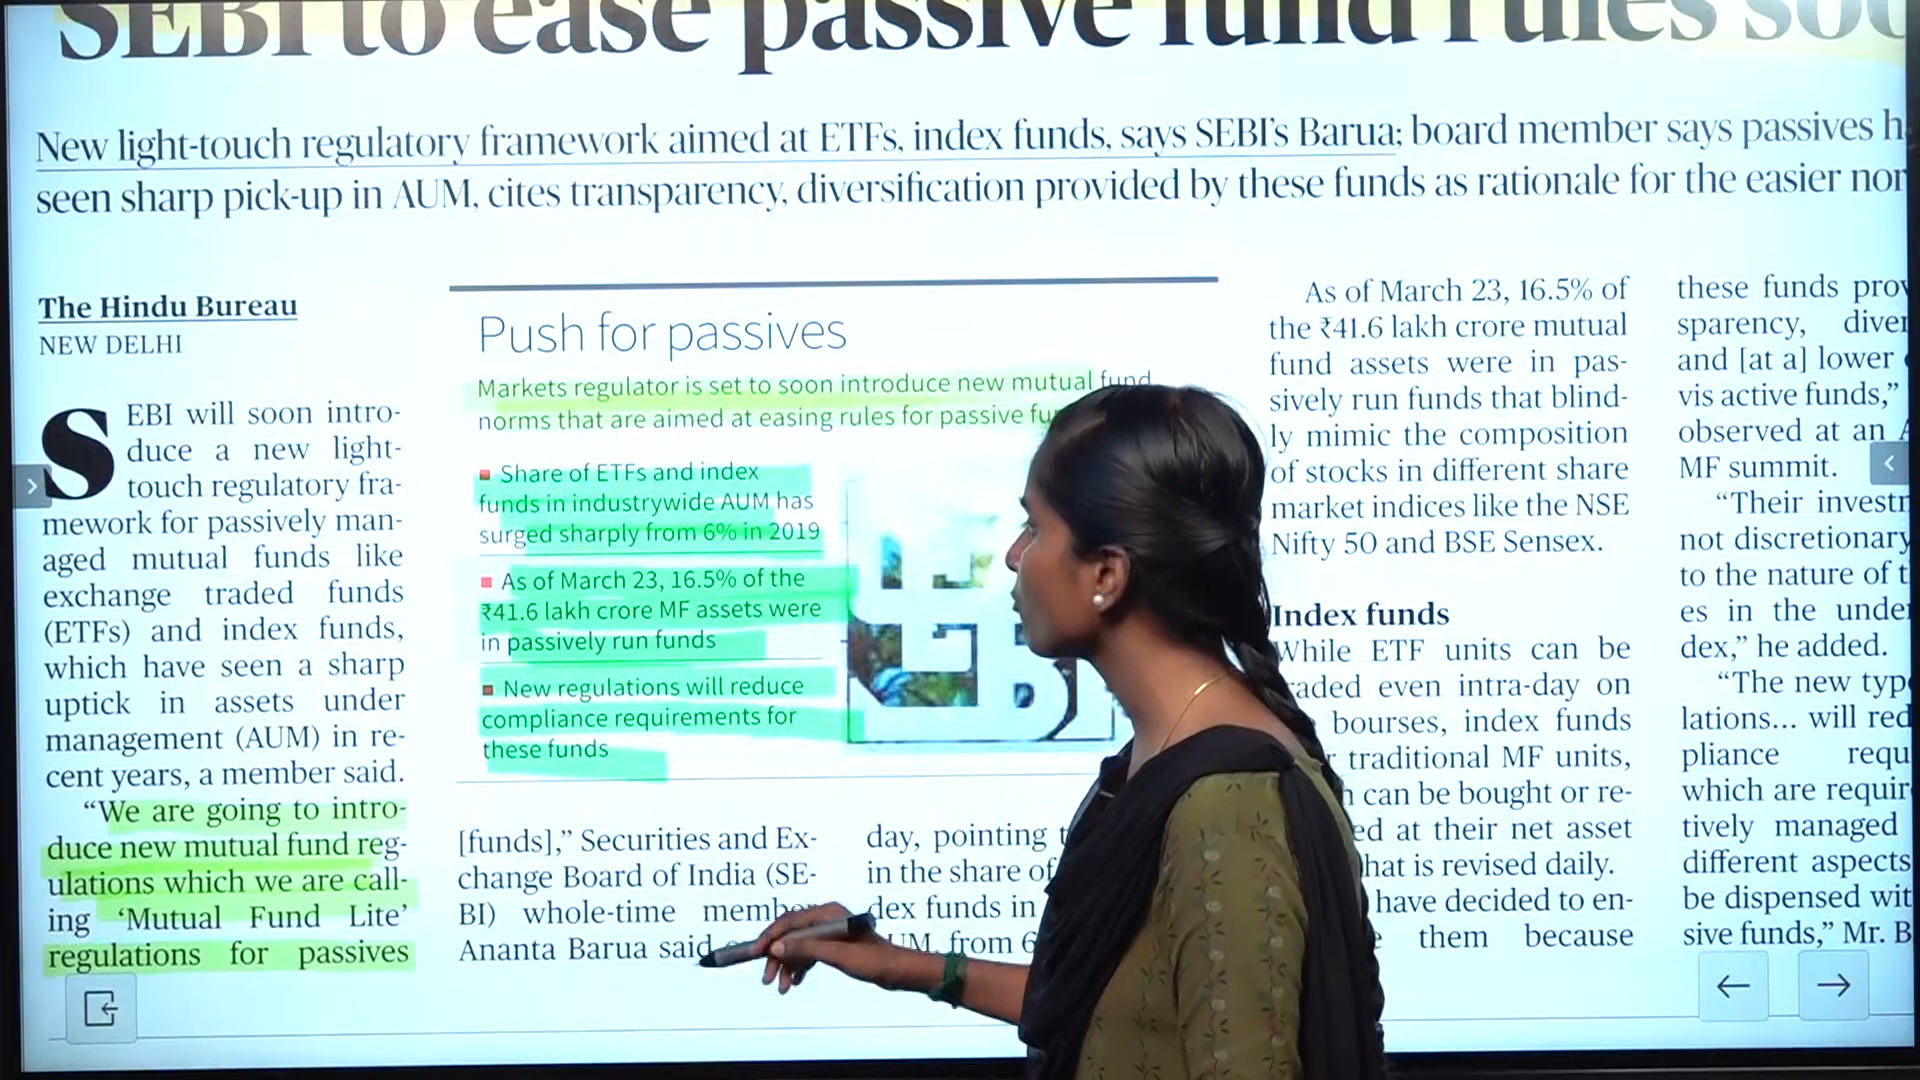 SEBI to ease passive fund rules
New light-touch regulatory framework aimed at ETFs, index funds, says SEBI's Barua; board member says passives
seen sharp pick-up in AUM, cites transparency, diversification provided by these funds as rationale for the easier
The Hindu Bureau
NEW DELHI
SEBI will soon intro-
duce a new light-
touch regulatory fra-
mework for passively man-
aged mutual funds like
exchange traded funds
(ETFs) and index funds,
which have seen a sharp
uptick in assets under
management (AUM) in re-
cent years, a member said.
“We are going to intro-
duce new mutual fund reg-
ulations which we are call-
ing ‘Mutual Fund Lite’
regulations for passives
Push for passives
Markets regulator is set to soon introduce new mutual fund
norms that are aimed at easing rules for passive
Share of ETFs and index
funds in industrywide AUM has
surged sharply from 6% in 2019
As of March 23, 16.5% of the
₹41.6 lakh crore MF assets were
in passively run funds
New regulations will reduce
compliance requirements for
these funds
[funds],” Securities and Ex-
change Board of India (SE-
BI) whole-time member
Ananta Barua said
day, pointing
in the share of
dex funds in
AUM, from
As of March 23, 16.5% of
the ₹41.6 lakh crore mutual
fund assets were in pas-
sively run funds that blind-
ly mimic the composition
of stocks in different share
market indices like the NSE
Nifty 50 and BSE Sensex.
Index funds
While ETF units can be
traded even intra-day on
bourses, index funds
traditional MF units,
can be bought or re-
at their net asset
that is revised daily.
have decided to en-
them because
these funds
sparency,
and [at a] lower
vis active funds,”
observed at an
MF summit.
“Their
not discretionary
to the nature of
es in the
dex,” he added.
“The new
lations... will
pliance
which are
tively managed
different aspects
be dispensed
sive funds,” Mr.